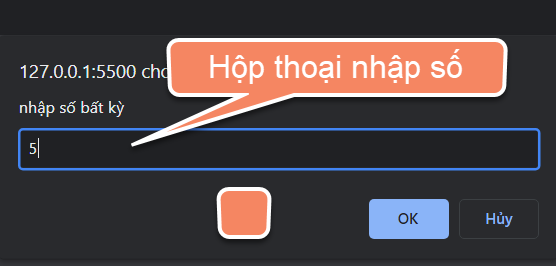 Hộp thoại nhập số
127.0.0.1:5500 cho
nhập số bất kỳ
5
OK
Hủy